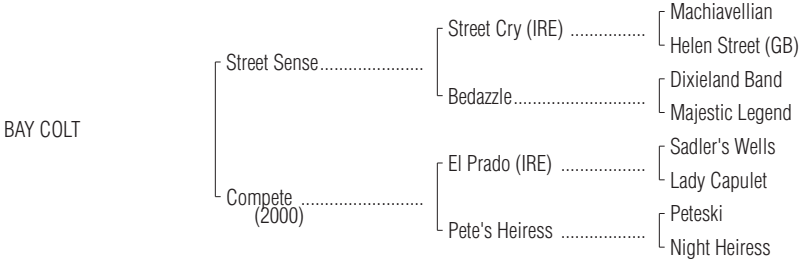 Machiavellian
Street Cry (IRE) ................
Helen Street (GB)
Street Sense......................
Dixieland Band
Bedazzle............................
Majestic Legend
BAY COLT
Sadler's Wells
El Prado (IRE) ..................
Lady Capulet
Compete ..........................
(2000)
Peteski
Pete's Heiress ..................
Night Heiress